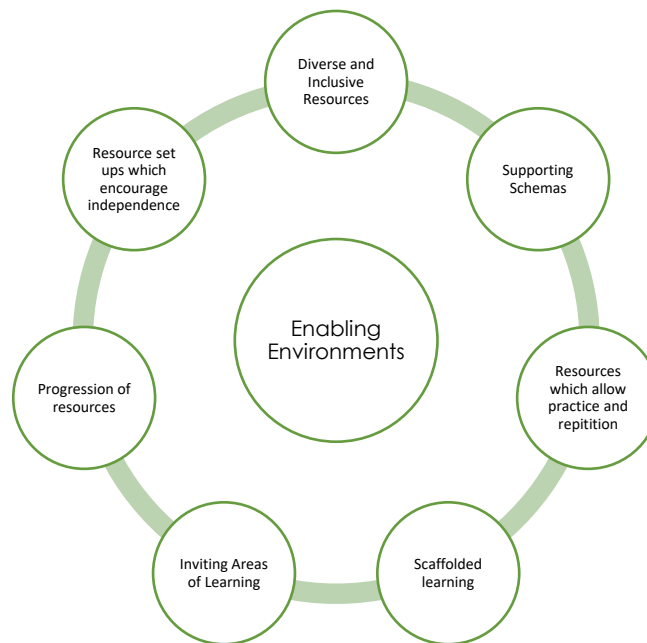 Diverse and
Inclusive
Resources
Supporting
Schemas
Resources
which allow
practice and
repitition
Scaffolded
learning
Inviting Areas
of Learning
Progression of
resources
Resource set
ups which
encourage
independence
Enabling
Environments